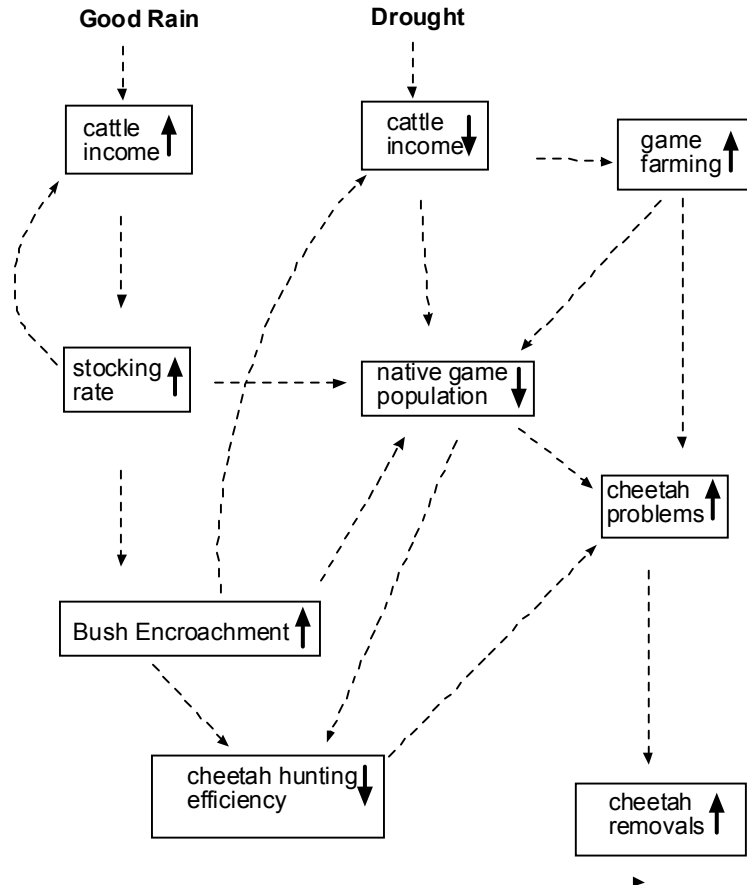 Good Rain
Drought
cattle
income
cattle
income
game
farming
stocking
rate
native game
population
cheetah
problems
Bush Encroachment
cheetah hunting
efficiency
cheetah
removals